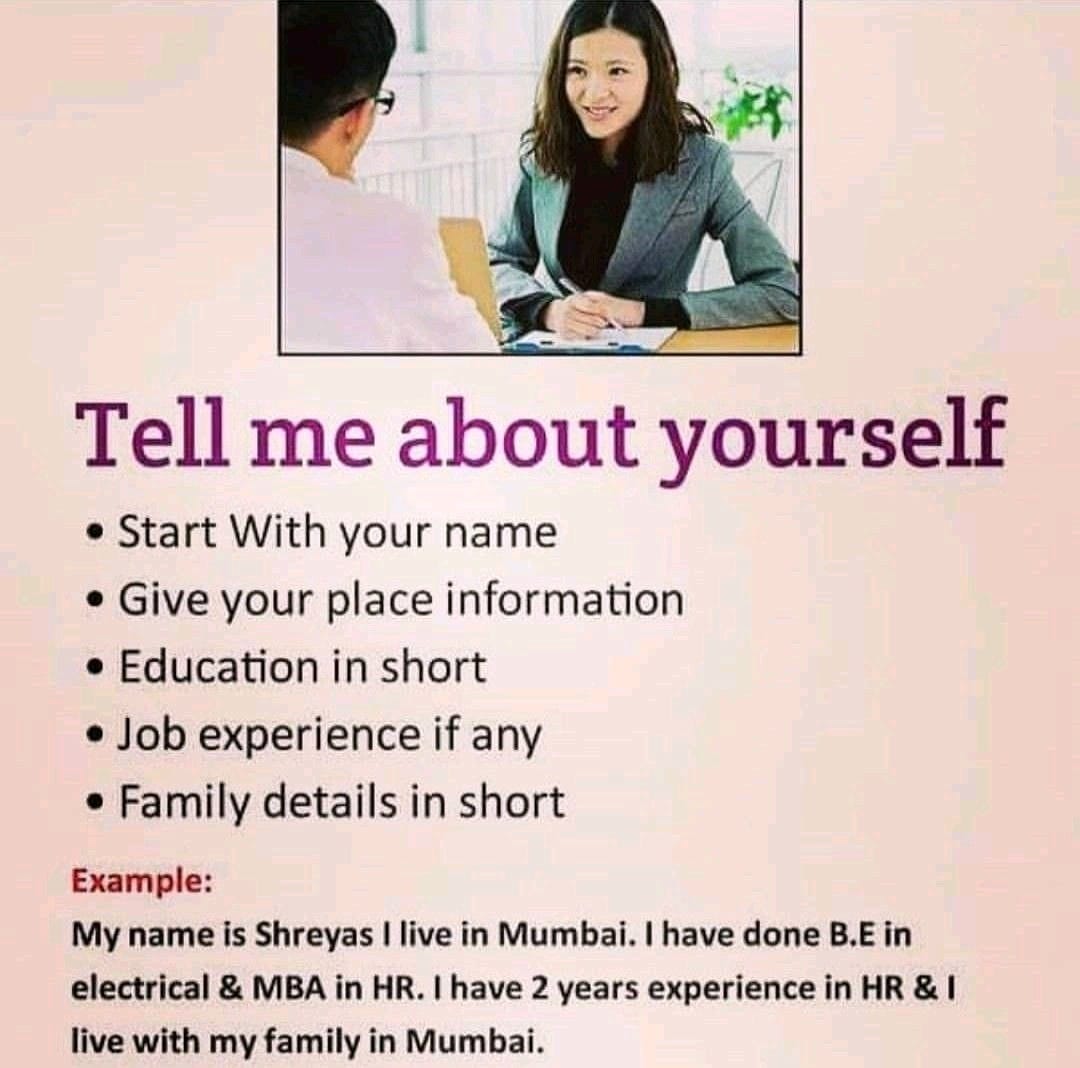 Tell me about yourself
• Start With your name
• Give your place information
• Education in short
• Job experience if any
• Family details in short
Example:
My name is Shreyas I live in Mumbai. I have done B.E in
electrical & MBA in HR. I have 2 years experience in HR & I
live with my family in Mumbai.